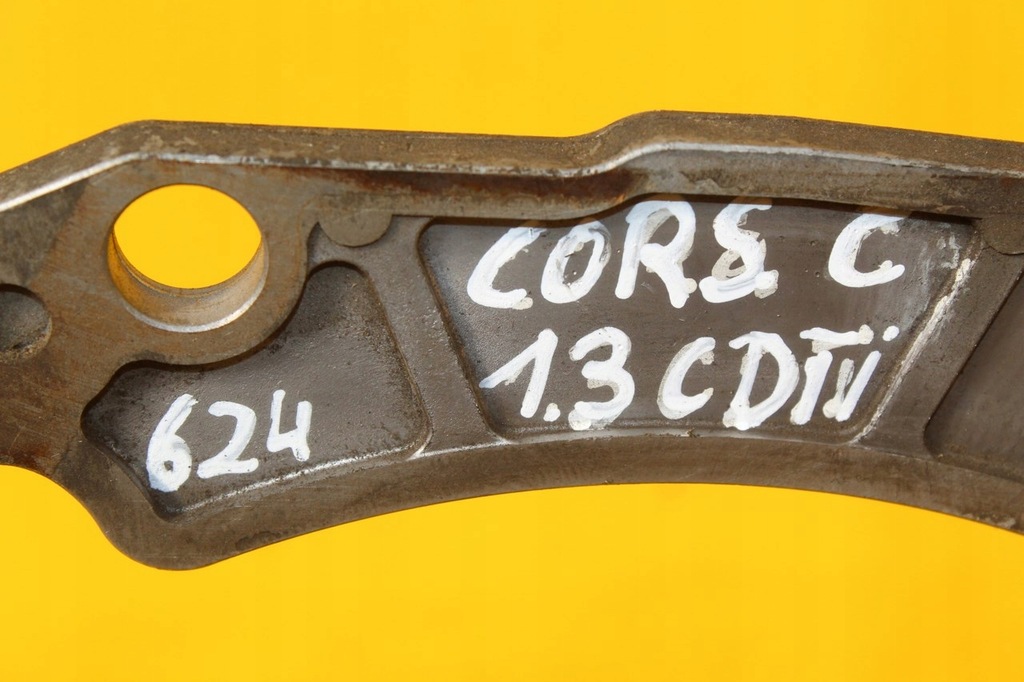 CORS. C
1.3 CDTi
624